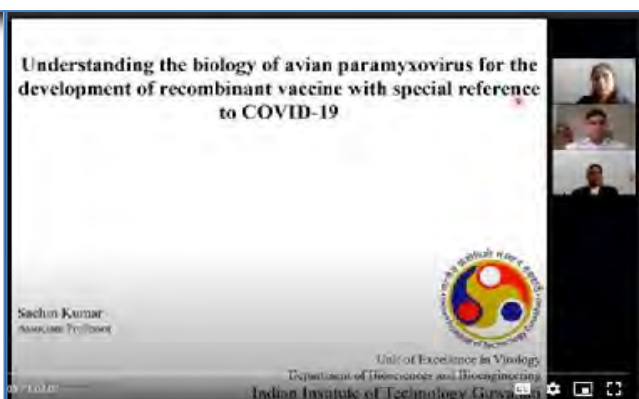 Understanding the biology of avian paramyxovirus for the
development of recombinant vaccine with special reference
to COVID-19
Sachin Kumar
Associate Professor
Unit of Excellence in Virology
Department of Biosciences and Bioengineering
Indian Institute of Technology Guwahati